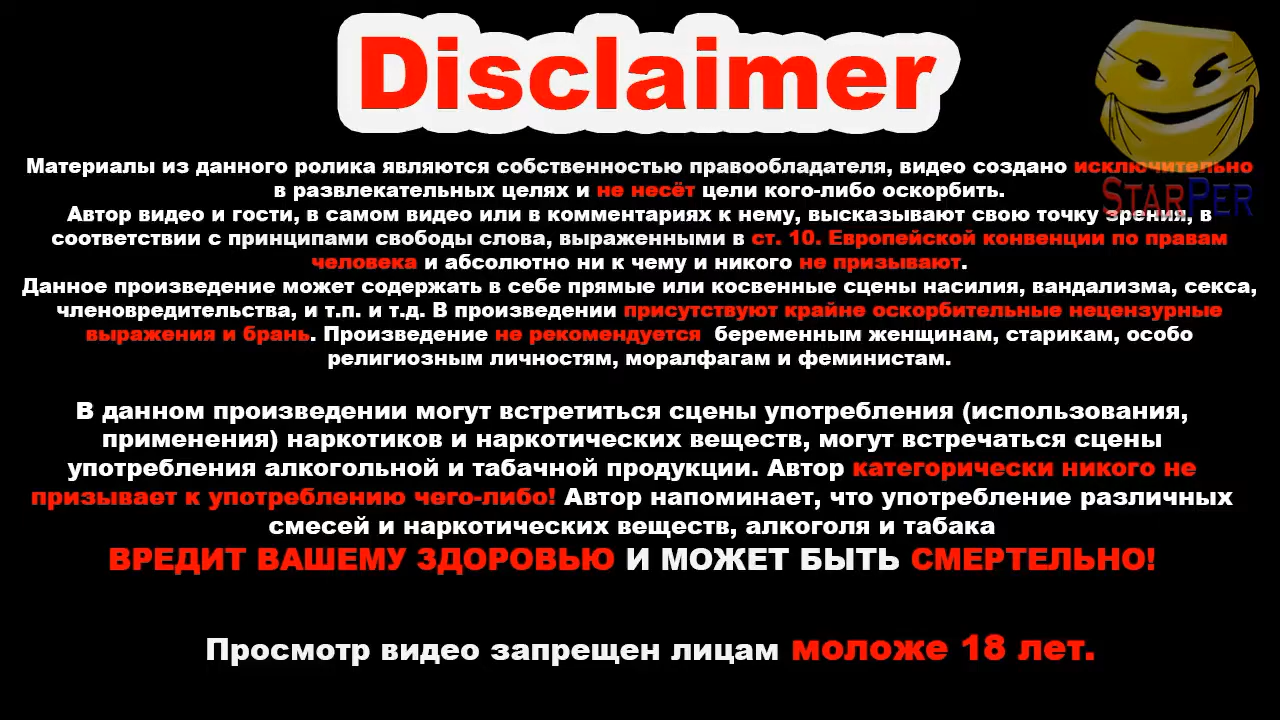 Disclaimer
Материалы из данного ролика являются собственностью правообладателя, видео создано исключительно
в развлекательных целях и не несёт цели кого-либо оскорбить.
StarPer
Автор видео и гости, в самом видео или в комментариях к нему, высказывают свою точку зрения, в
соответствии с принципами свободы слова, выраженными в ст. 10. Европейской конвенции по правам
человека и абсолютно ни к чему и никого не призывают.
Данное произведение может содержать в себе прямые или косвенные сцены насилия, вандализма, секса,
членовредительства, и т.п. и т.д. В произведении присутствуют крайне оскорбительные нецензурные
выражения и брань. Произведение не рекомендуется беременным женщинам, старикам, особо
религиозным личностям, моралфагам и феминистам.
В данном произведении могут встретиться сцены употребления (использования,
применения) наркотиков и наркотических веществ, могут встречаться сцены
употребления алкогольной и табачной продукции. Автор категорически никого не
призывает к употреблению чего-либо! Автор напоминает, что употребление различных
смесей и наркотических веществ, алкоголя и табака
ВРЕДИТ ВАШЕМУ ЗДОРОВЬЮ И МОЖЕТ БЫТЬ СМЕРТЕЛЬНО!
Просмотр видео запрещен лицам моложе 18 лет.